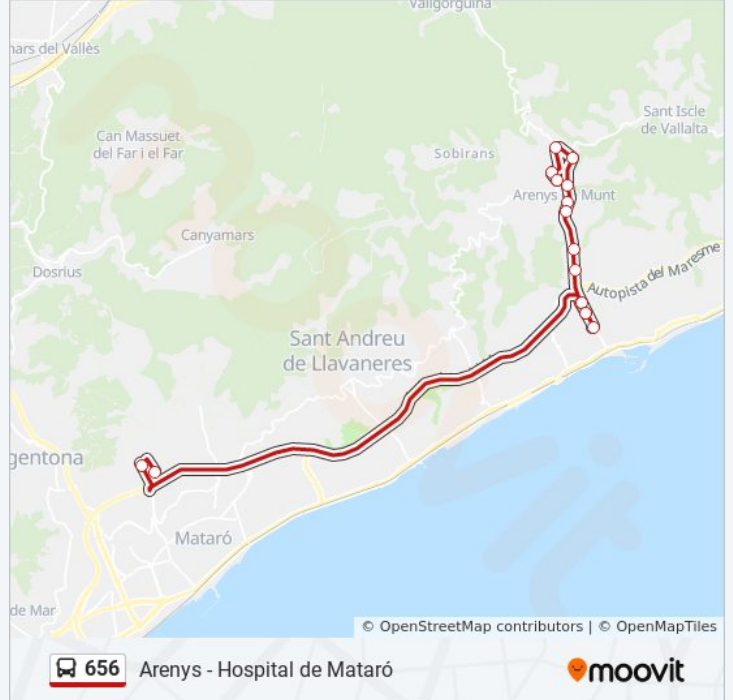 Vallgorguina
nars del Vallès
Sant Iscle
de Vallalta
Can Massuet
del Far i el Far
Sobirans
Arenys de Munt
Canyamars
Dosrius
Autopista del Maresme
Sant Andreu
de Llavaneres
gentona
Mataró
de Mar
© OpenStreetMap contributors | © OpenMapTiles
656 Arenys - Hospital de Mataró
moovit